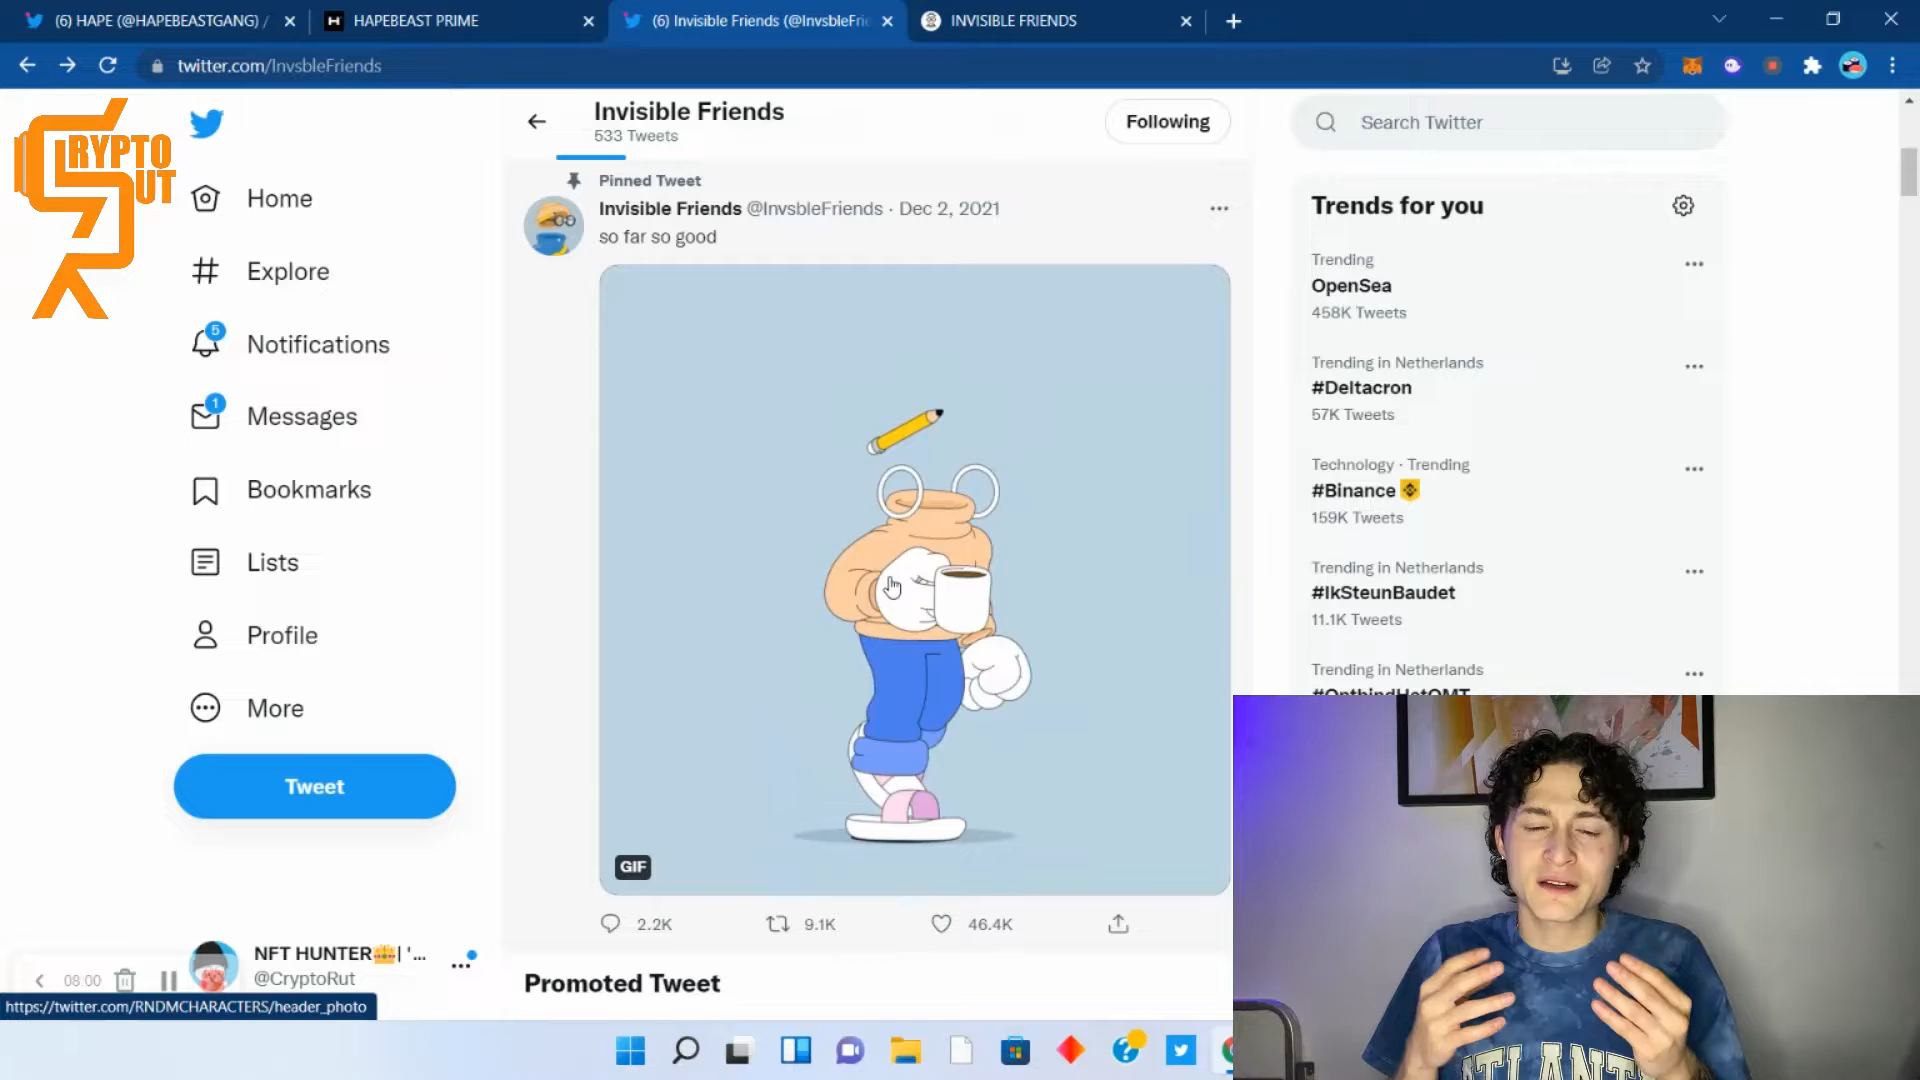 (6) HAPE (@HAPEBEASTGANG) /
HAPEBEAST PRIME
(6) Invisible Friends (@InvsbleFrie
INVISIBLE FRIENDS
twitter.com/InvsbleFriends
CRYPTO
RUT
Home
Explore
5
Notifications
1
Messages
Bookmarks
Lists
Profile
More
Tweet
NFT HUNTER | '...
@CryptoRut
08:00
https://twitter.com/RNDMCHARACTERS/header_photo
Invisible Friends
533 Tweets
Following
Pinned Tweet
Invisible Friends @InvsbleFriends · Dec 2, 2021
so far so good
GIF
2.2K 9.1K 46.4K
Promoted Tweet
Search Twitter
Trends for you
Trending
OpenSea
458K Tweets
Trending in Netherlands
#Deltacron
57K Tweets
Technology · Trending
#Binance
159K Tweets
Trending in Netherlands
#IkSteunBaudet
11.1K Tweets
Trending in Netherlands
ATLANT